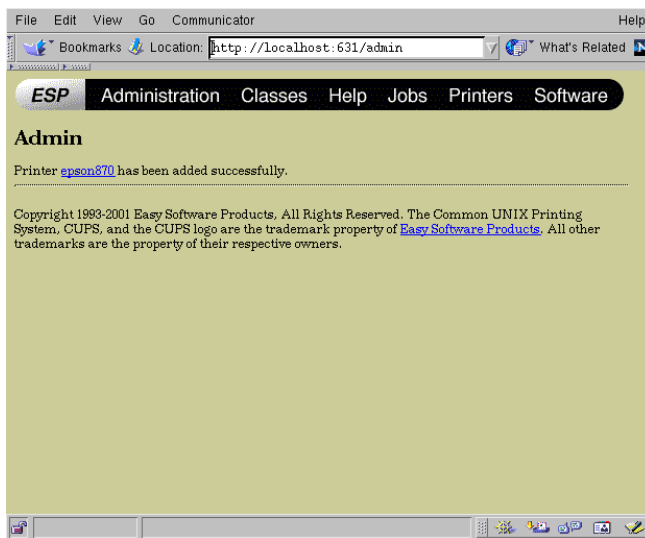 File Edit View Go Communicator Help
Bookmarks Location: http://localhost:631/admin What's Related
ESP Administration Classes Help Jobs Printers Software
Admin
Printer epson870 has been added successfully.
Copyright 1993-2001 Easy Software Products, All Rights Reserved. The Common UNIX Printing
System, CUPS, and the CUPS logo are the trademark property of Easy Software Products. All other
trademarks are the property of their respective owners.